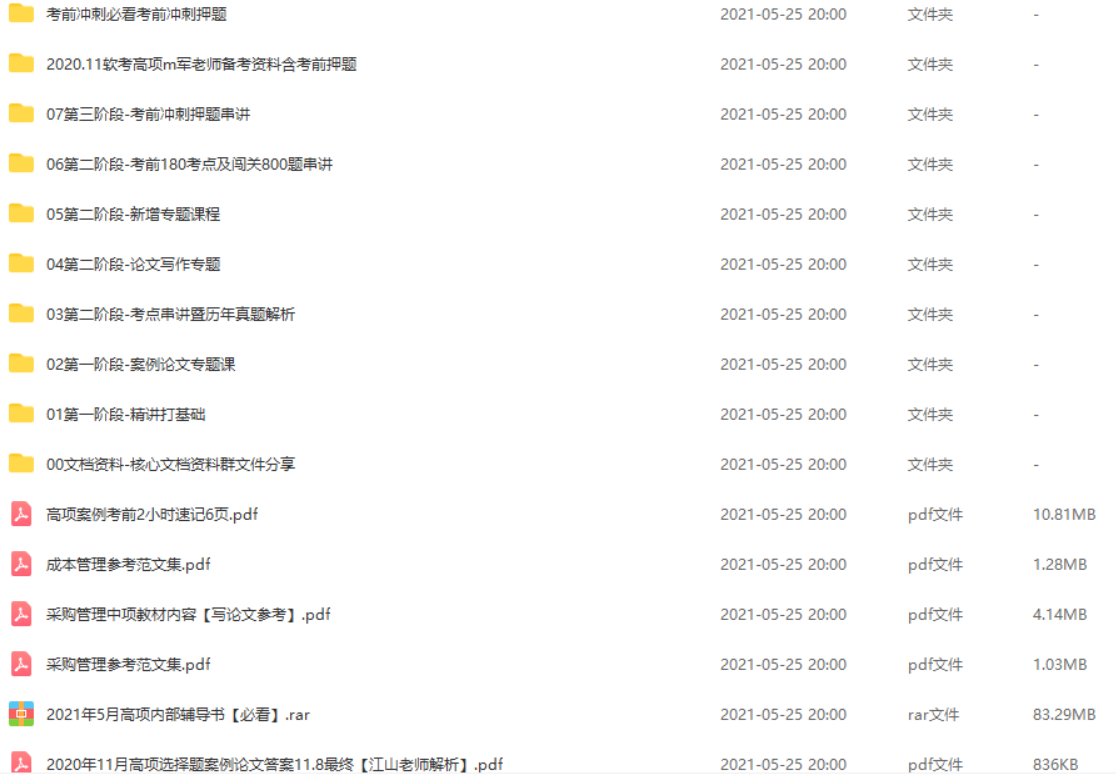 考前冲刺必看考前冲刺押题 2021-05-25 20:00 文件夹 -
2020.11软考高项m军老师备考资料含考前押题 2021-05-25 20:00 文件夹 -
07第三阶段-考前冲刺押题串讲 2021-05-25 20:00 文件夹 -
06第二阶段-考前180考点及闯关800题串讲 2021-05-25 20:00 文件夹 -
05第二阶段-新增专题课程 2021-05-25 20:00 文件夹 -
04第二阶段-论文写作专题 2021-05-25 20:00 文件夹 -
03第二阶段-考点串讲暨历年真题解析 2021-05-25 20:00 文件夹 -
02第一阶段-案例论文专题课 2021-05-25 20:00 文件夹 -
01第一阶段-精讲打基础 2021-05-25 20:00 文件夹 -
00文档资料-核心文档资料群文件分享 2021-05-25 20:00 文件夹 -
高项案例考前2小时速记6页.pdf 2021-05-25 20:00 pdf文件 10.81MB
成本管理参考范文集.pdf 2021-05-25 20:00 pdf文件 1.28MB
采购管理中项教材内容【写论文参考】.pdf 2021-05-25 20:00 pdf文件 4.14MB
采购管理参考范文集.pdf 2021-05-25 20:00 pdf文件 1.03MB
2021年5月高项内部辅导书【必看】.rar 2021-05-25 20:00 rar文件 83.29MB
2020年11月高项选择题案例论文答案11.8最终【江山老师解析】.pdf 2021-05-25 20:00 pdf文件 836KB